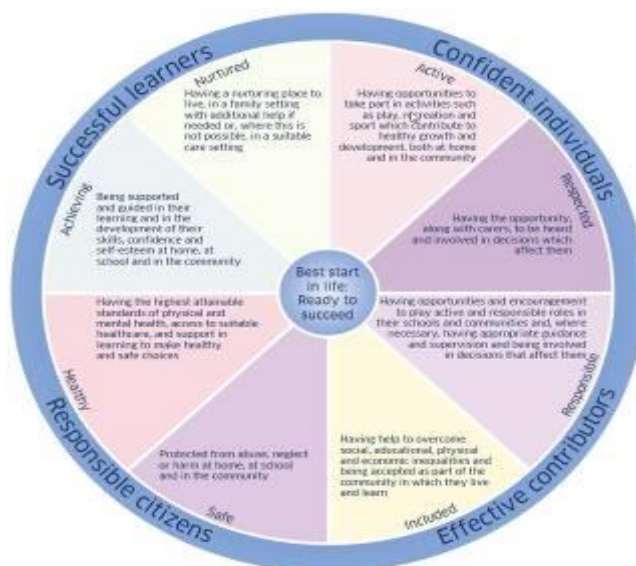 Successful learners
Confident individuals
Nurtured
Having a nurturing place to
live, in a family setting
with additional help if
needed or, where this is
not possible, in a suitable
care setting
Active
Having opportunities to
take part in activities such
as play, recreation and
sport which contribute to
healthy growth and
development, both at home
and in the community
Achieving
Being supported
and guided in their
learning and in the
development of their
skills, confidence and
self-esteem at home, at
school and in the community
Respected
Having the opportunity,
along with carers, to be heard
and involved in decisions which
affect them
Best start
in life:
Ready to
succeed
Healthy
Having the highest attainable
standards of physical and
mental health, access to suitable
healthcare, and support in
learning to make healthy
and safe choices
Responsible
Having opportunities and encouragement
to play active and responsible roles in
their schools and communities and, where
necessary, having appropriate guidance
and supervision and being involved
in decisions that affect them
Protected from abuse, neglect
or harm at home, at school
and in the community
Safe
Having help to overcome
social, educational, physical
and economic inequalities and
being accepted as part of the
community in which they live
and learn
Included
Responsible citizens
Effective contributors